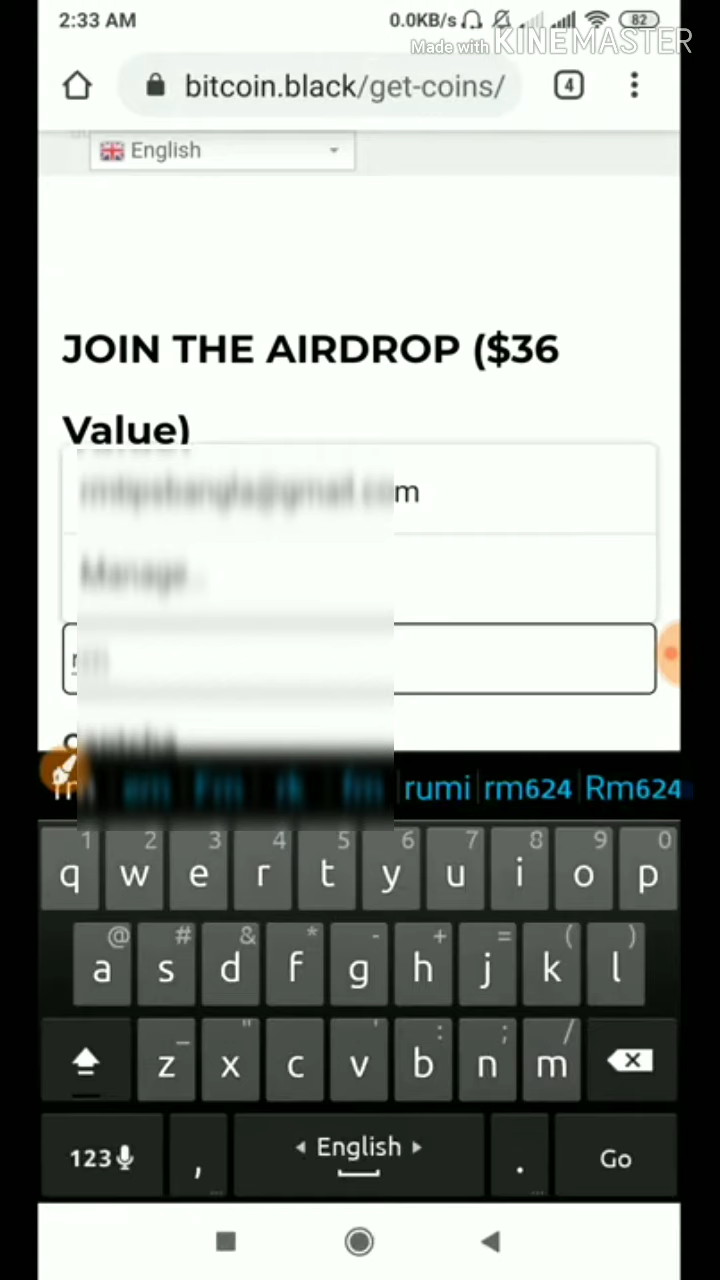 2:33 AM 0.0KB/s 82
Made with KINEMASTER
bitcoin.black/get-coins/ 4
English
JOIN THE AIRDROP ($36
Value)
m
Manage...
rumi rm624 Rm624
1 2 3 4 5 6 7 8 9 0
q w e r t y u i o p
@ # & * - + = ( )
a s d f g h j k l
_ " ' : ; /
z x c v b n m
123 , English . Go